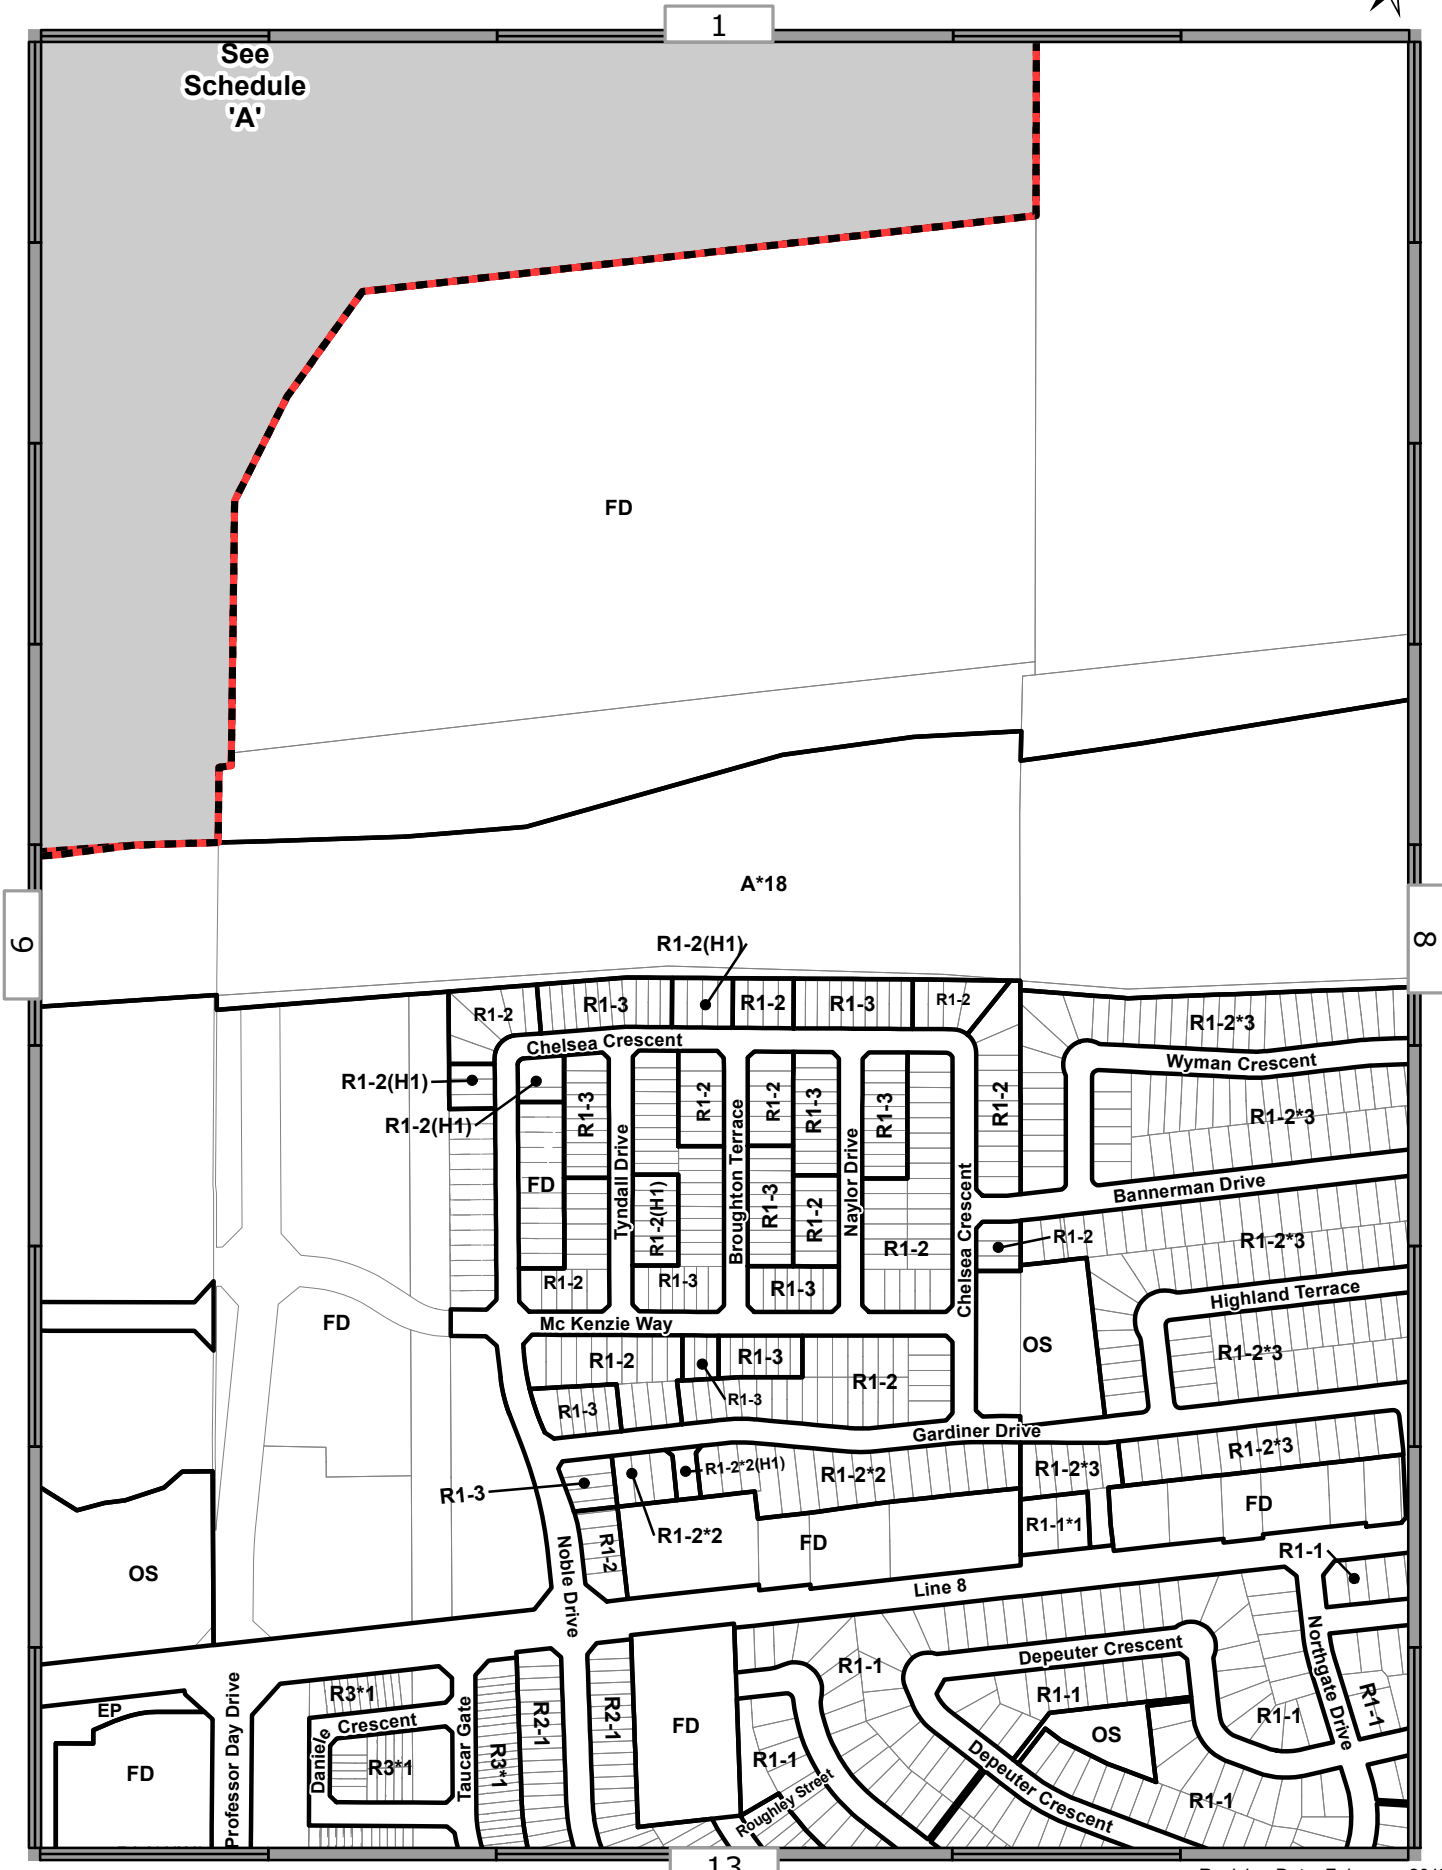 1
See
Schedule
'A'
FD
A*18
6
8
R1-2(H1)
R1-2
R1-3
R1-2
R1-3
R1-2
R1-2*3
Chelsea Crescent
Wyman Crescent
R1-2(H1)
R1-2(H1)
R1-3
R1-2
R1-2
R1-3
R1-3
R1-2
R1-2*3
Tyndall Drive
Broughton Terrace
Naylor Drive
Chelsea Crescent
FD
R1-2(H1)
R1-3
R1-2
R1-2
Bannerman Drive
R1-2
R1-2*3
R1-2
R1-3
R1-3
Highland Terrace
FD
Mc Kenzie Way
OS
R1-2*3
R1-2
R1-3
R1-3
R1-2
R1-3
Gardiner Drive
R1-2*3
R1-2*2(H1)
R1-2*2
R1-2*3
R1-3
FD
R1-1*1
R1-2*2
FD
R1-2
R1-1
OS
Noble Drive
Line 8
Northgate Drive
Depeuter Crescent
R1-1
R1-1
R1-1
R1-1
EP
R3*1
Daniele
Crescent
R3*1
Professor Day Drive
Taucar Gate
R3*1
R2-1
R2-1
FD
OS
FD
R1-1
Roughley Street
Depeuter Crescent
R1-1
13